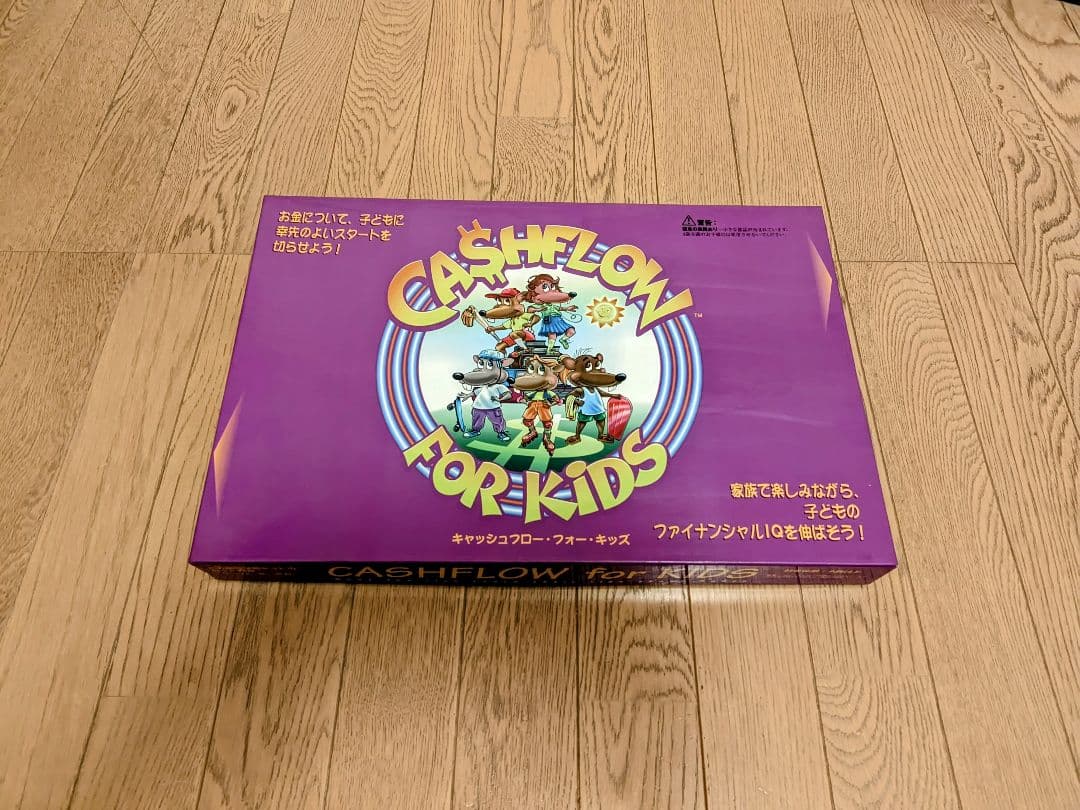 お金について、子どもに
幸先のよいスタートを
切らせよう!
警告:
CA$HFLOW
TM
FOR KiDS
家族で楽しみながら、
子どもの
ファイナンシャルIQを伸ばそう!
キャッシュフロー・フォー・キッズ
CASHFLOW for KIDS